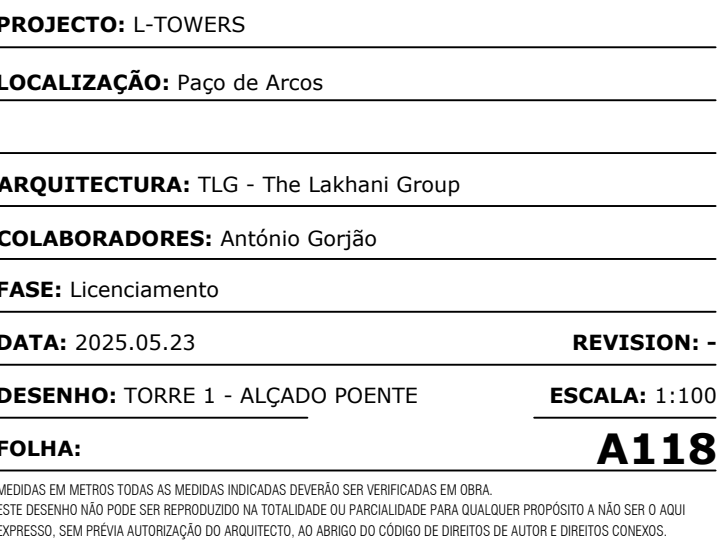 PROJECTO: L-TOWERS
LOCALIZAÇÃO: Paço de Arcos
ARQUITECTURA: TLG - The Lakhani Group
COLABORADORES: António Gorjão
FASE: Licenciamento
DATA: 2025.05.23 REVISION: -
DESENHO: TORRE 1 - ALÇADO POENTE ESCALA: 1:100
FOLHA: A118
MEDIDAS EM METROS TODAS AS MEDIDAS INDICADAS DEVERÃO SER VERIFICADAS EM OBRA.
ESTE DESENHO NÃO PODE SER REPRODUZIDO NA TOTALIDADE OU PARCIALIDADE PARA QUALQUER PROPÓSITO A NÃO SER O AQUI
EXPRESSO, SEM PRÉVIA AUTORIZAÇÃO DO ARQUITECTO, AO ABRIGO DO CÓDIGO DE DIREITOS DE AUTOR E DIREITOS CONEXOS.